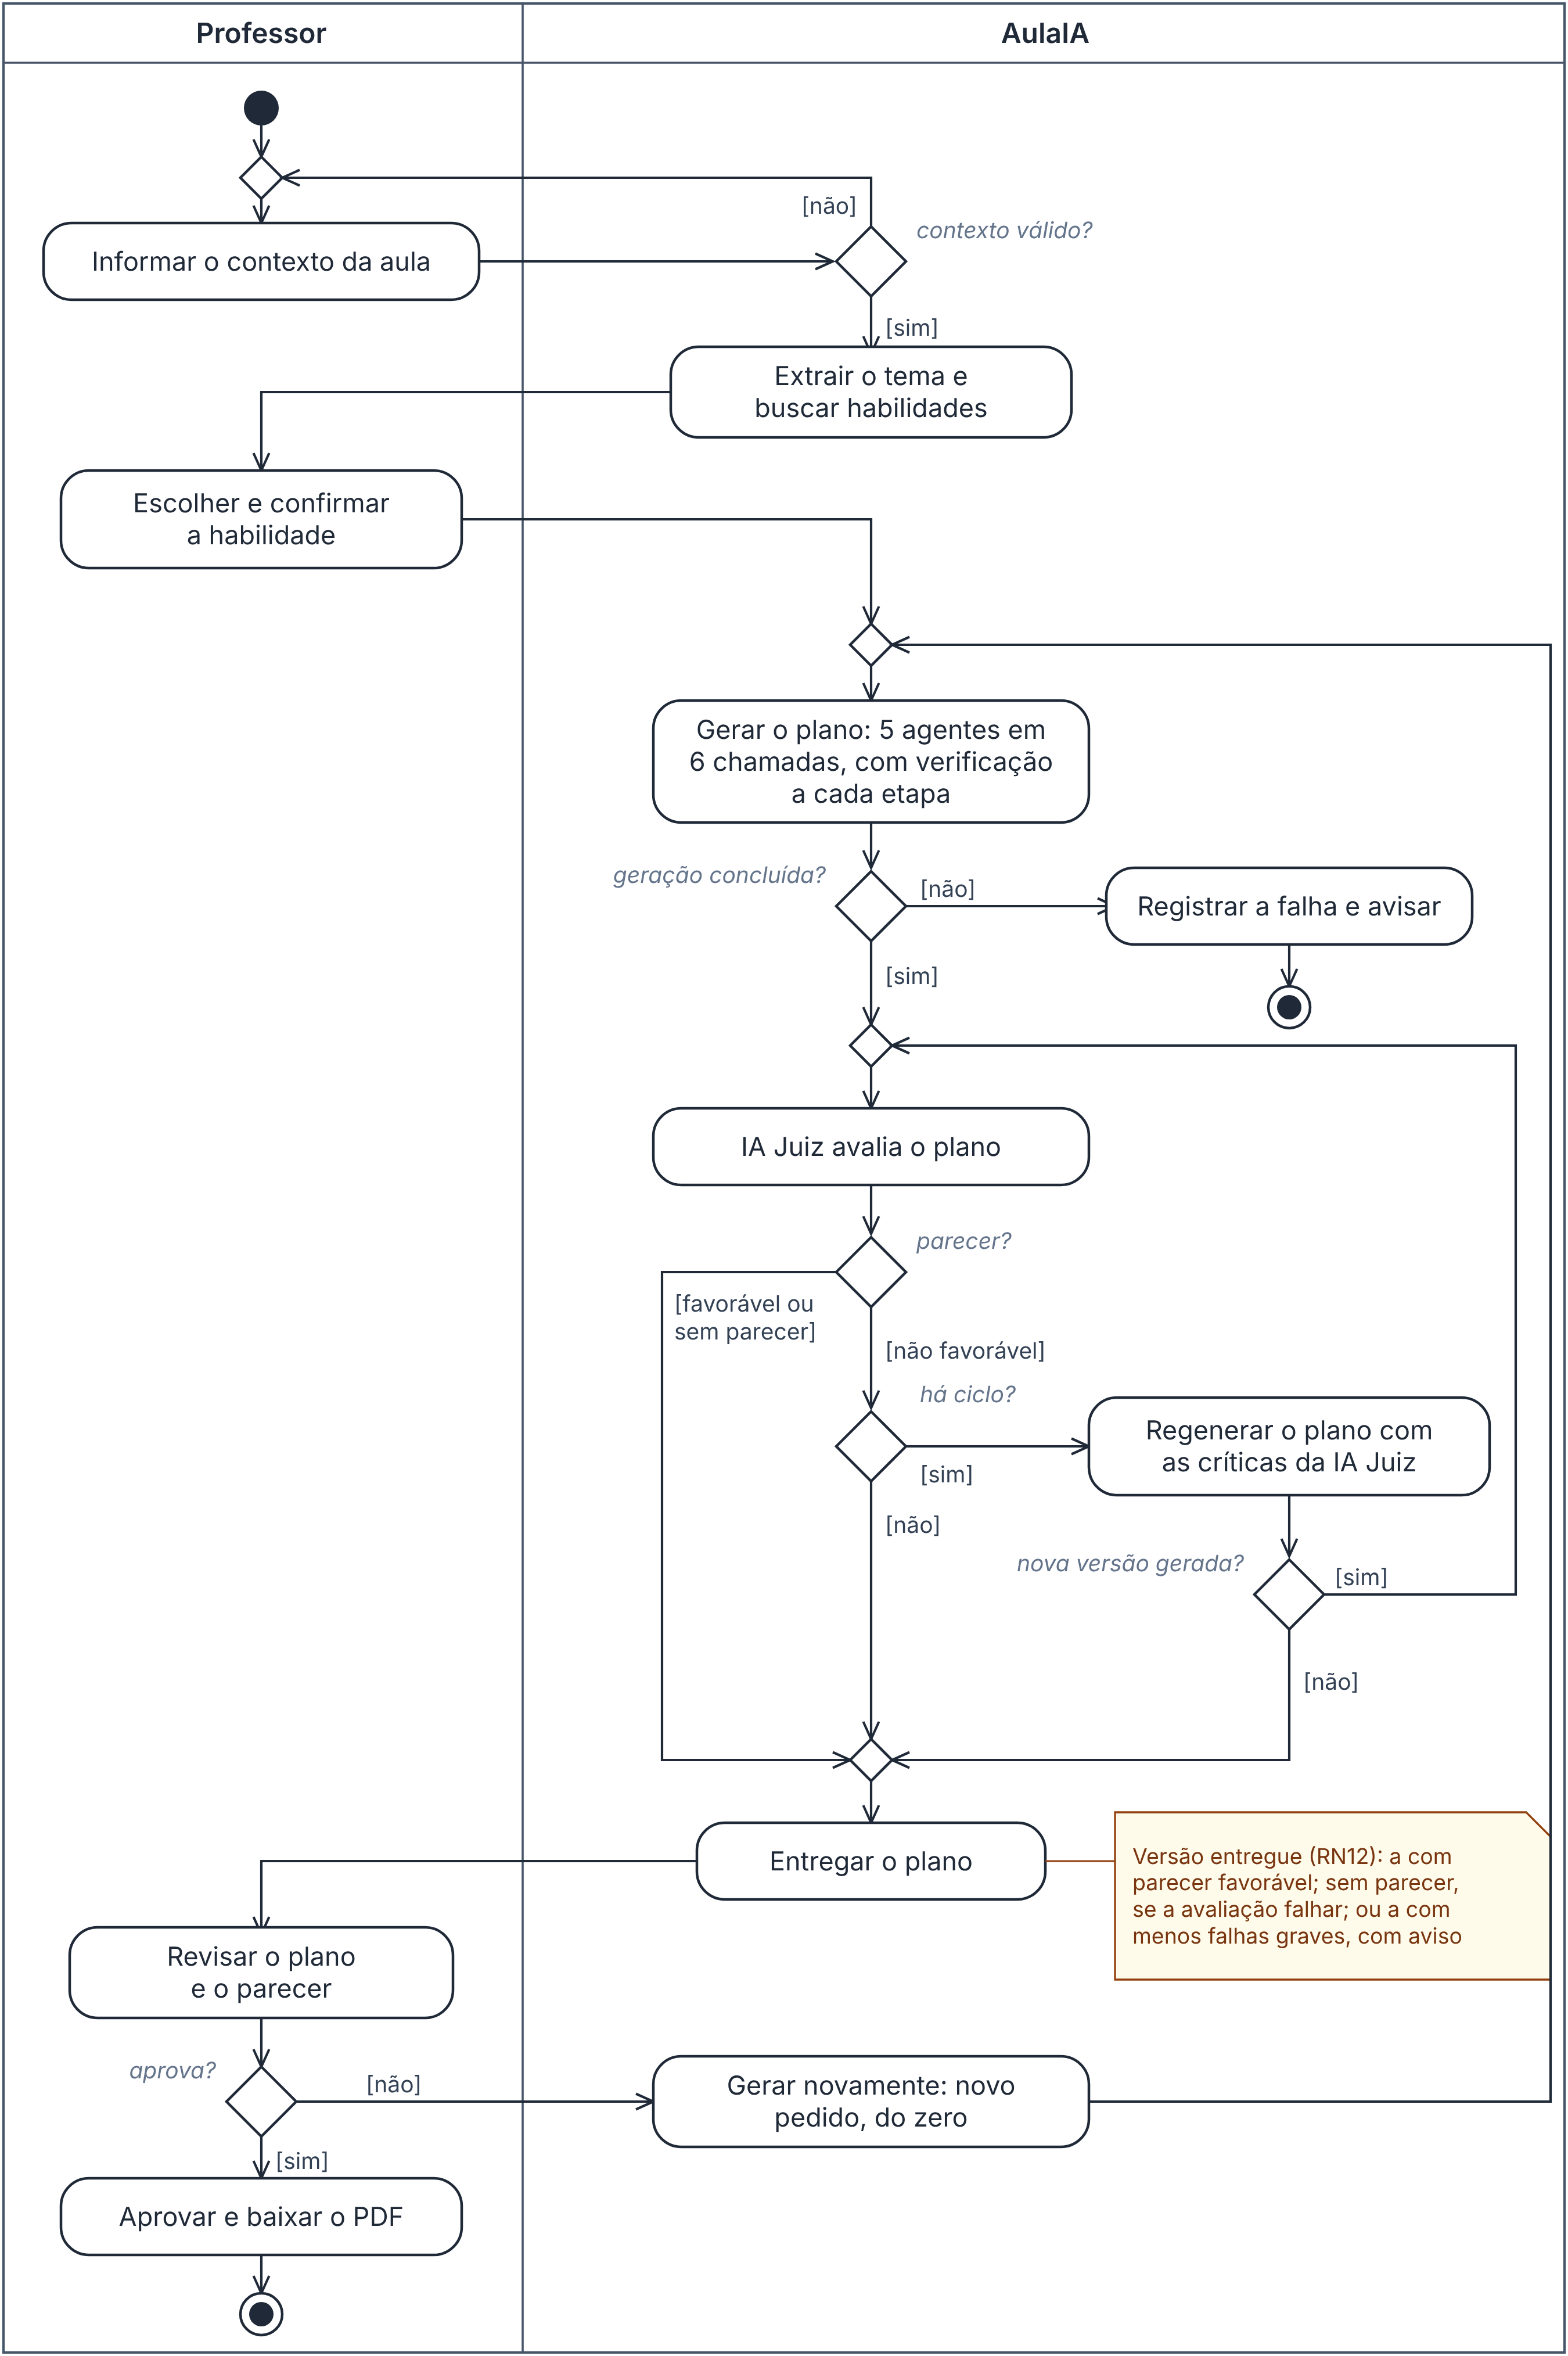 Professor
AulaIA
[não]
contexto válido?
Informar o contexto da aula
[sim]
Extrair o tema e
buscar habilidades
Escolher e confirmar
a habilidade
Gerar o plano: 5 agentes em
6 chamadas, com verificação
a cada etapa
geração concluída?
[não]
Registrar a falha e avisar
[sim]
IA Juiz avalia o plano
parecer?
[favorável ou
sem parecer]
[não favorável]
há ciclo?
Regenerar o plano com
as críticas da IA Juiz
[sim]
[não]
nova versão gerada?
[sim]
[não]
Entregar o plano
Versão entregue (RN12): a com
parecer favorável; sem parecer,
se a avaliação falhar; ou a com
menos falhas graves, com aviso
Revisar o plano
e o parecer
aprova?
[não]
Gerar novamente: novo
pedido, do zero
[sim]
Aprovar e baixar o PDF